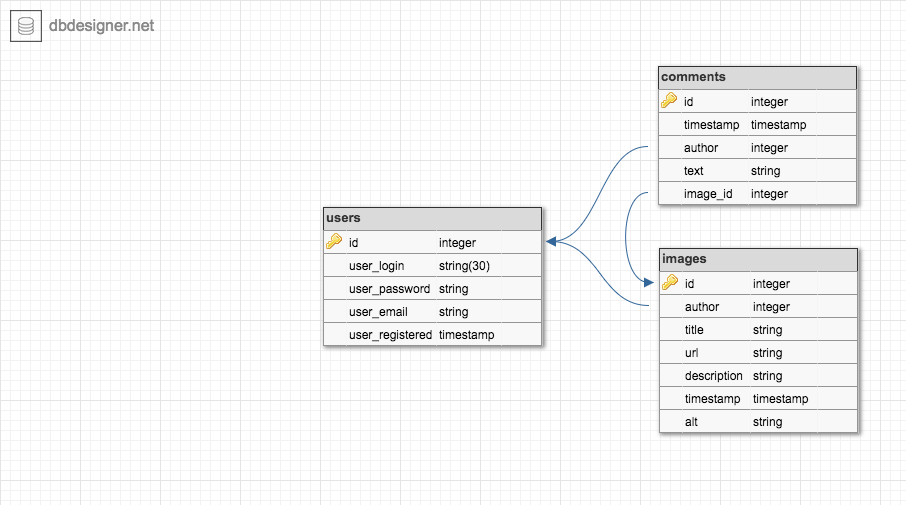 dbdesigner.net
users
id integer
user_login string(30)
user_password string
user_email string
user_registered timestamp
comments
id integer
timestamp timestamp
author integer
text string
image_id integer
images
id integer
author integer
title string
url string
description string
timestamp timestamp
alt string